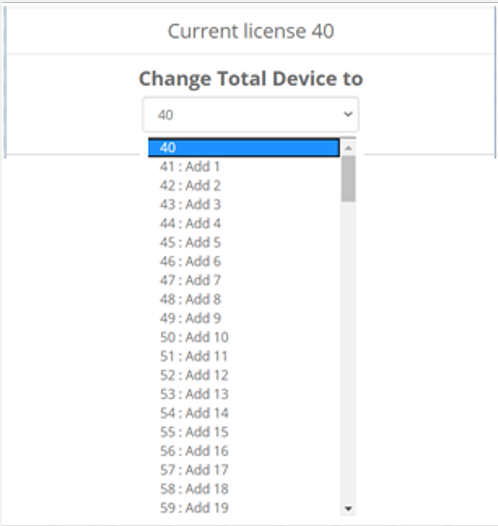 Current license 40
Change Total Device to
40
40
41 : Add 1
42 : Add 2
43 : Add 3
44 : Add 4
45 : Add 5
46 : Add 6
47 : Add 7
48 : Add 8
49 : Add 9
50 : Add 10
51 : Add 11
52 : Add 12
53 : Add 13
54 : Add 14
55 : Add 15
56 : Add 16
57 : Add 17
58 : Add 18
59 : Add 19